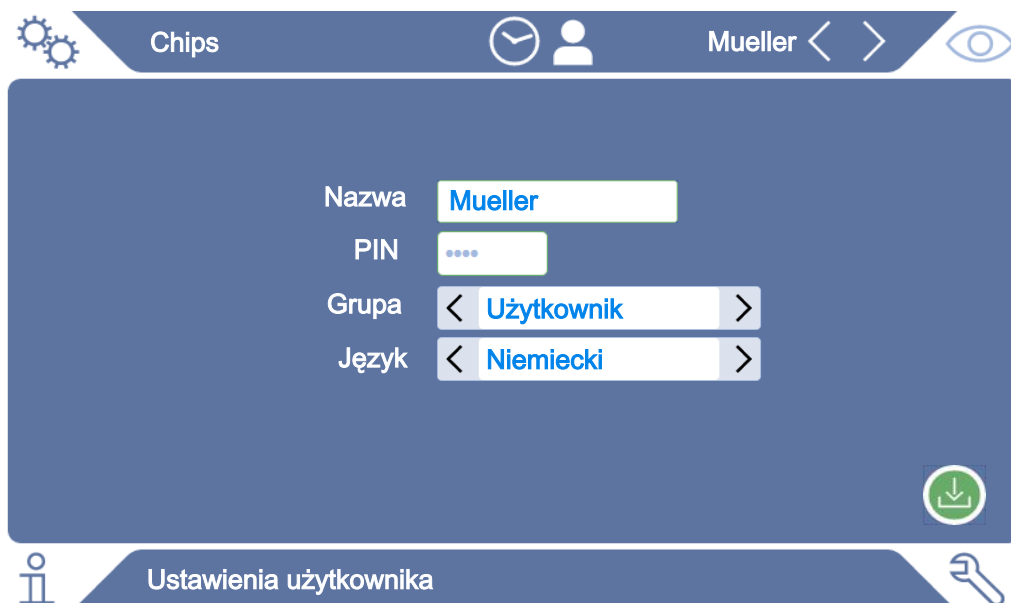 Chips Mueller
Nazwa Mueller
PIN ••••
Grupa Użytkownik
Język Niemiecki
Ustawienia użytkownika